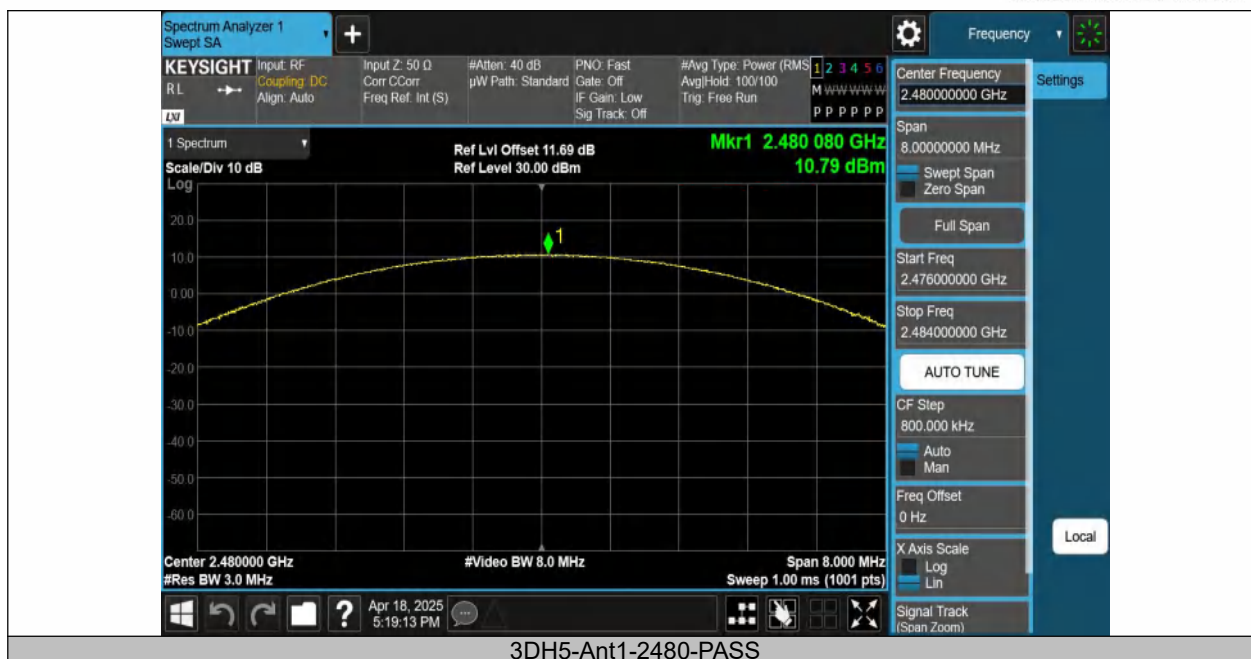 Spectrum Analyzer 1
Swept SA
Frequency
KEYSIGHT
RL
LXI
Input: RF
Coupling: DC
Align: Auto
Input Z: 50 Ω
Corr CCorr
Freq Ref: Int (S)
#Atten: 40 dB
µW Path: Standard
PNO: Fast
Gate: Off
IF Gain: Low
Sig Track: Off
#Avg Type: Power (RMS
Avg|Hold: 100/100
Trig: Free Run
1 2 3 4 5 6
M W W W W W
P P P P P P
1 Spectrum
Scale/Div 10 dB
Log
Ref Lvl Offset 11.69 dB
Ref Level 30.00 dBm
Mkr1 2.480 080 GHz
10.79 dBm
1
20.0
10.0
0.00
-10.0
-20.0
-30.0
-40.0
-50.0
-60.0
Center 2.480000 GHz
#Res BW 3.0 MHz
#Video BW 8.0 MHz
Span 8.000 MHz
Sweep 1.00 ms (1001 pts)
Center Frequency
2.480000000 GHz
Settings
Span
8.00000000 MHz
Swept Span
Zero Span
Full Span
Start Freq
2.476000000 GHz
Stop Freq
2.484000000 GHz
AUTO TUNE
CF Step
800.000 kHz
Auto
Man
Freq Offset
0 Hz
Local
X Axis Scale
Log
Lin
Signal Track
(Span Zoom)
?
Apr 18, 2025
5:19:13 PM
3DH5-Ant1-2480-PASS